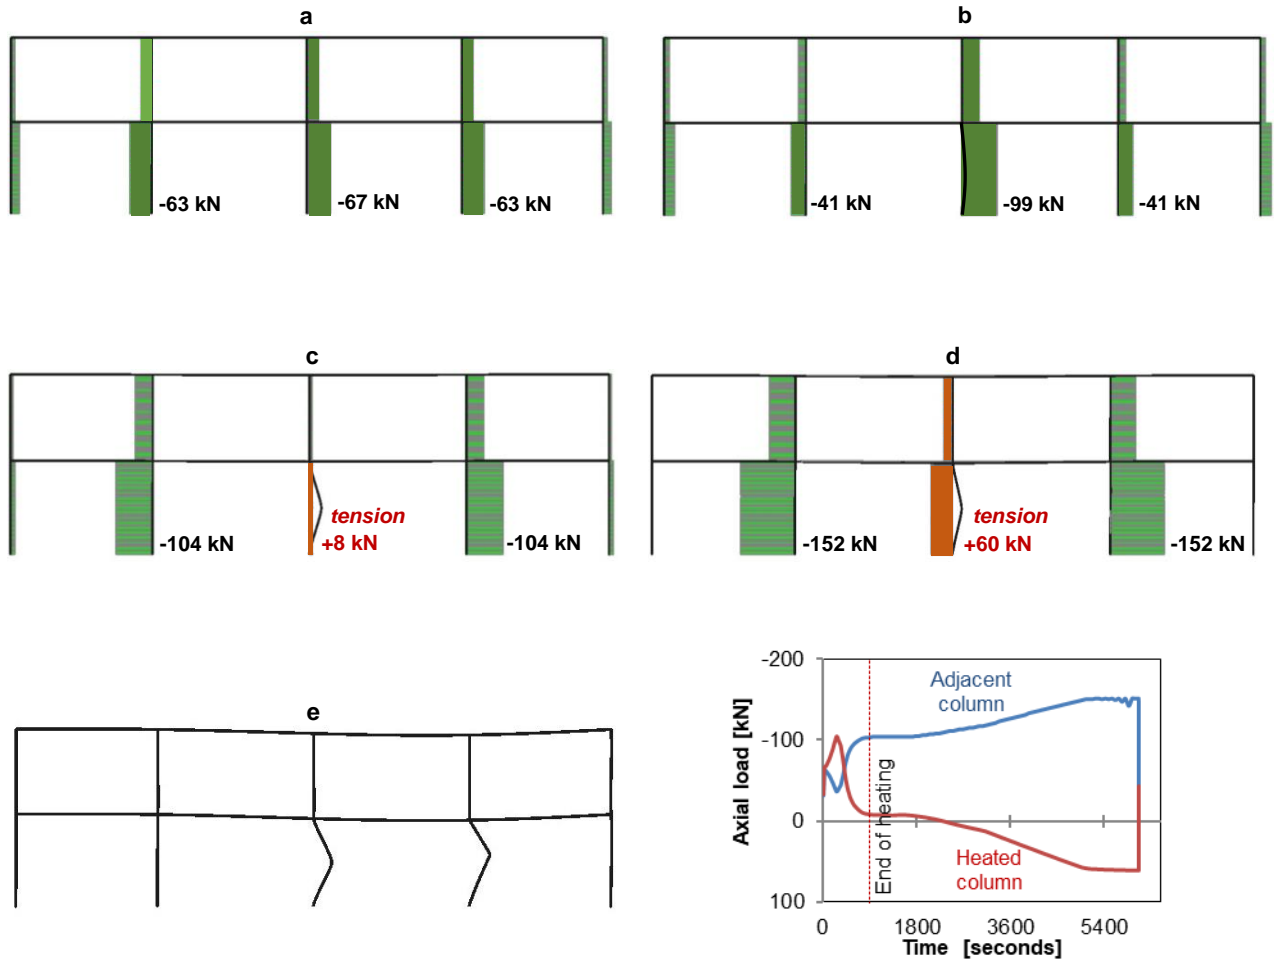 a
b
-63 kN
-67 kN
-63 kN
-41 kN
-99 kN
-41 kN
c
d
tension
-104 kN
+8 kN
-104 kN
tension
-152 kN
+60 kN
-152 kN
e
-200
-100
0
100
Axial load [kN]
Adjacent
column
End of heating
Heated
column
0
1800
3600
5400
Time [seconds]